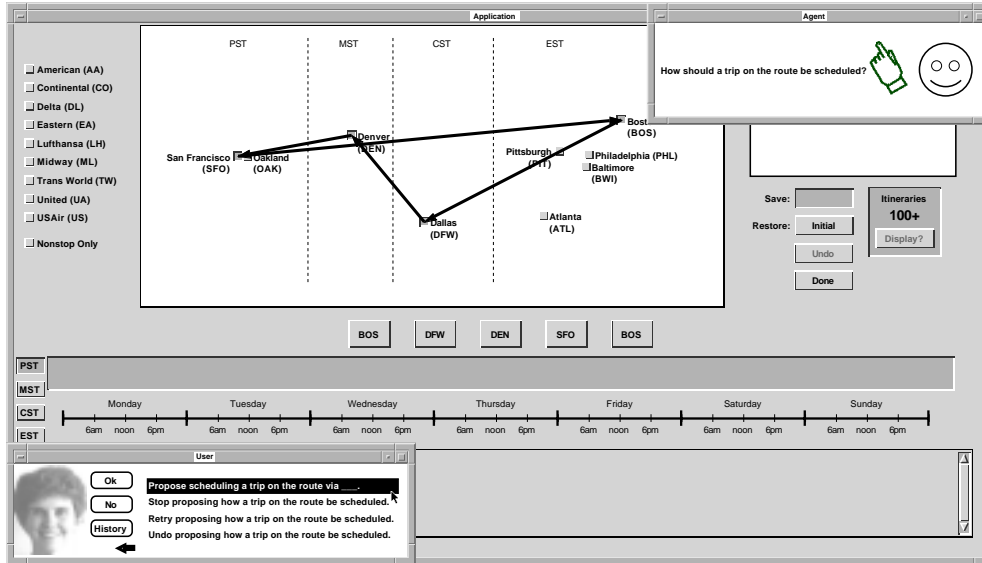 Application
Agent
PST MST CST EST
How should a trip on the route be scheduled?
American (AA)
Continental (CO)
Delta (DL)
Eastern (EA)
Lufthansa (LH)
Midway (ML)
Trans World (TW)
United (UA)
USAir (US)
Nonstop Only
Denver
(DEN)
San Francisco
(SFO)
Oakland
(OAK)
Dallas
(DFW)
Pittsburgh
(PIT)
Bost
(BOS)
Philadelphia (PHL)
Baltimore
(BWI)
Atlanta
(ATL)
Save:
Restore: Initial
Undo
Done
Itineraries
100+
Display?
BOS DFW DEN SFO BOS
PST
MST
CST
EST
Monday Tuesday Wednesday Thursday Friday Saturday Sunday
6am noon 6pm 6am noon 6pm 6am noon 6pm 6am noon 6pm 6am noon 6pm 6am noon 6pm 6am noon 6pm
User
Ok
No
History
Propose scheduling a trip on the route via ___.
Stop proposing how a trip on the route be scheduled.
Retry proposing how a trip on the route be scheduled.
Undo proposing how a trip on the route be scheduled.